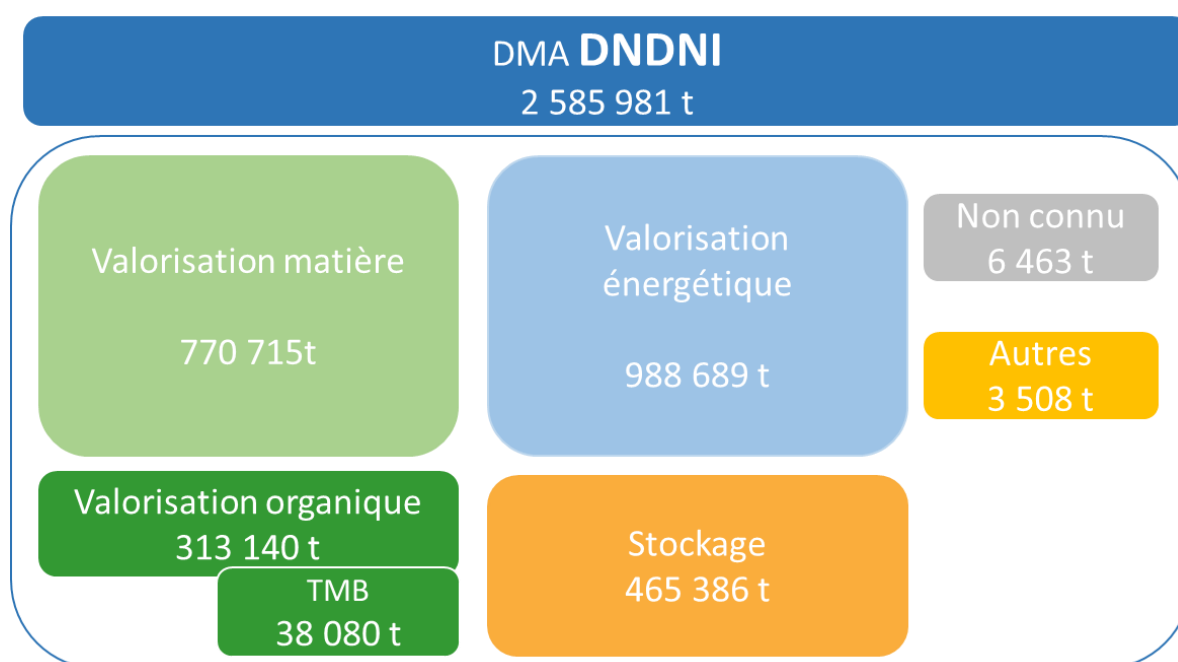 DMA DNDNI
2 585 981 t
Valorisation matière
770 715t
Valorisation
énergétique
988 689 t
Non connu
6 463 t
Autres
3 508 t
Valorisation organique
313 140 t
TMB
38 080 t
Stockage
465 386 t